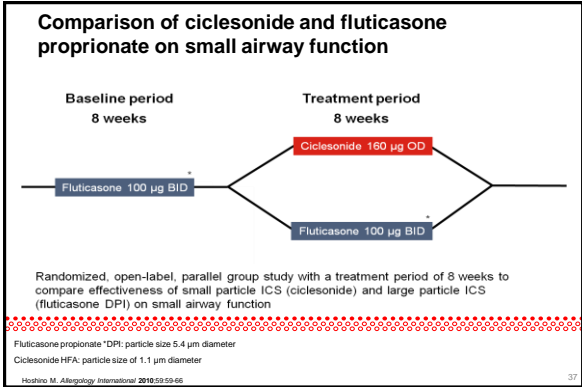 Comparison of ciclesonide and fluticasone
proprionate on small airway function
Baseline period
8 weeks
Treatment period
8 weeks
Ciclesonide 160 µg OD
*
Fluticasone 100 µg BID
*
Fluticasone 100 µg BID
Randomized, open-label, parallel group study with a treatment period of 8 weeks to
compare effectiveness of small particle ICS (ciclesonide) and large particle ICS
(fluticasone DPI) on small airway function
Fluticasone propionate *DPI: particle size 5.4 µm diameter
Ciclesonide HFA: particle size of 1.1 µm diameter
Hoshino M. Allergology International 2010;59:59-66
37